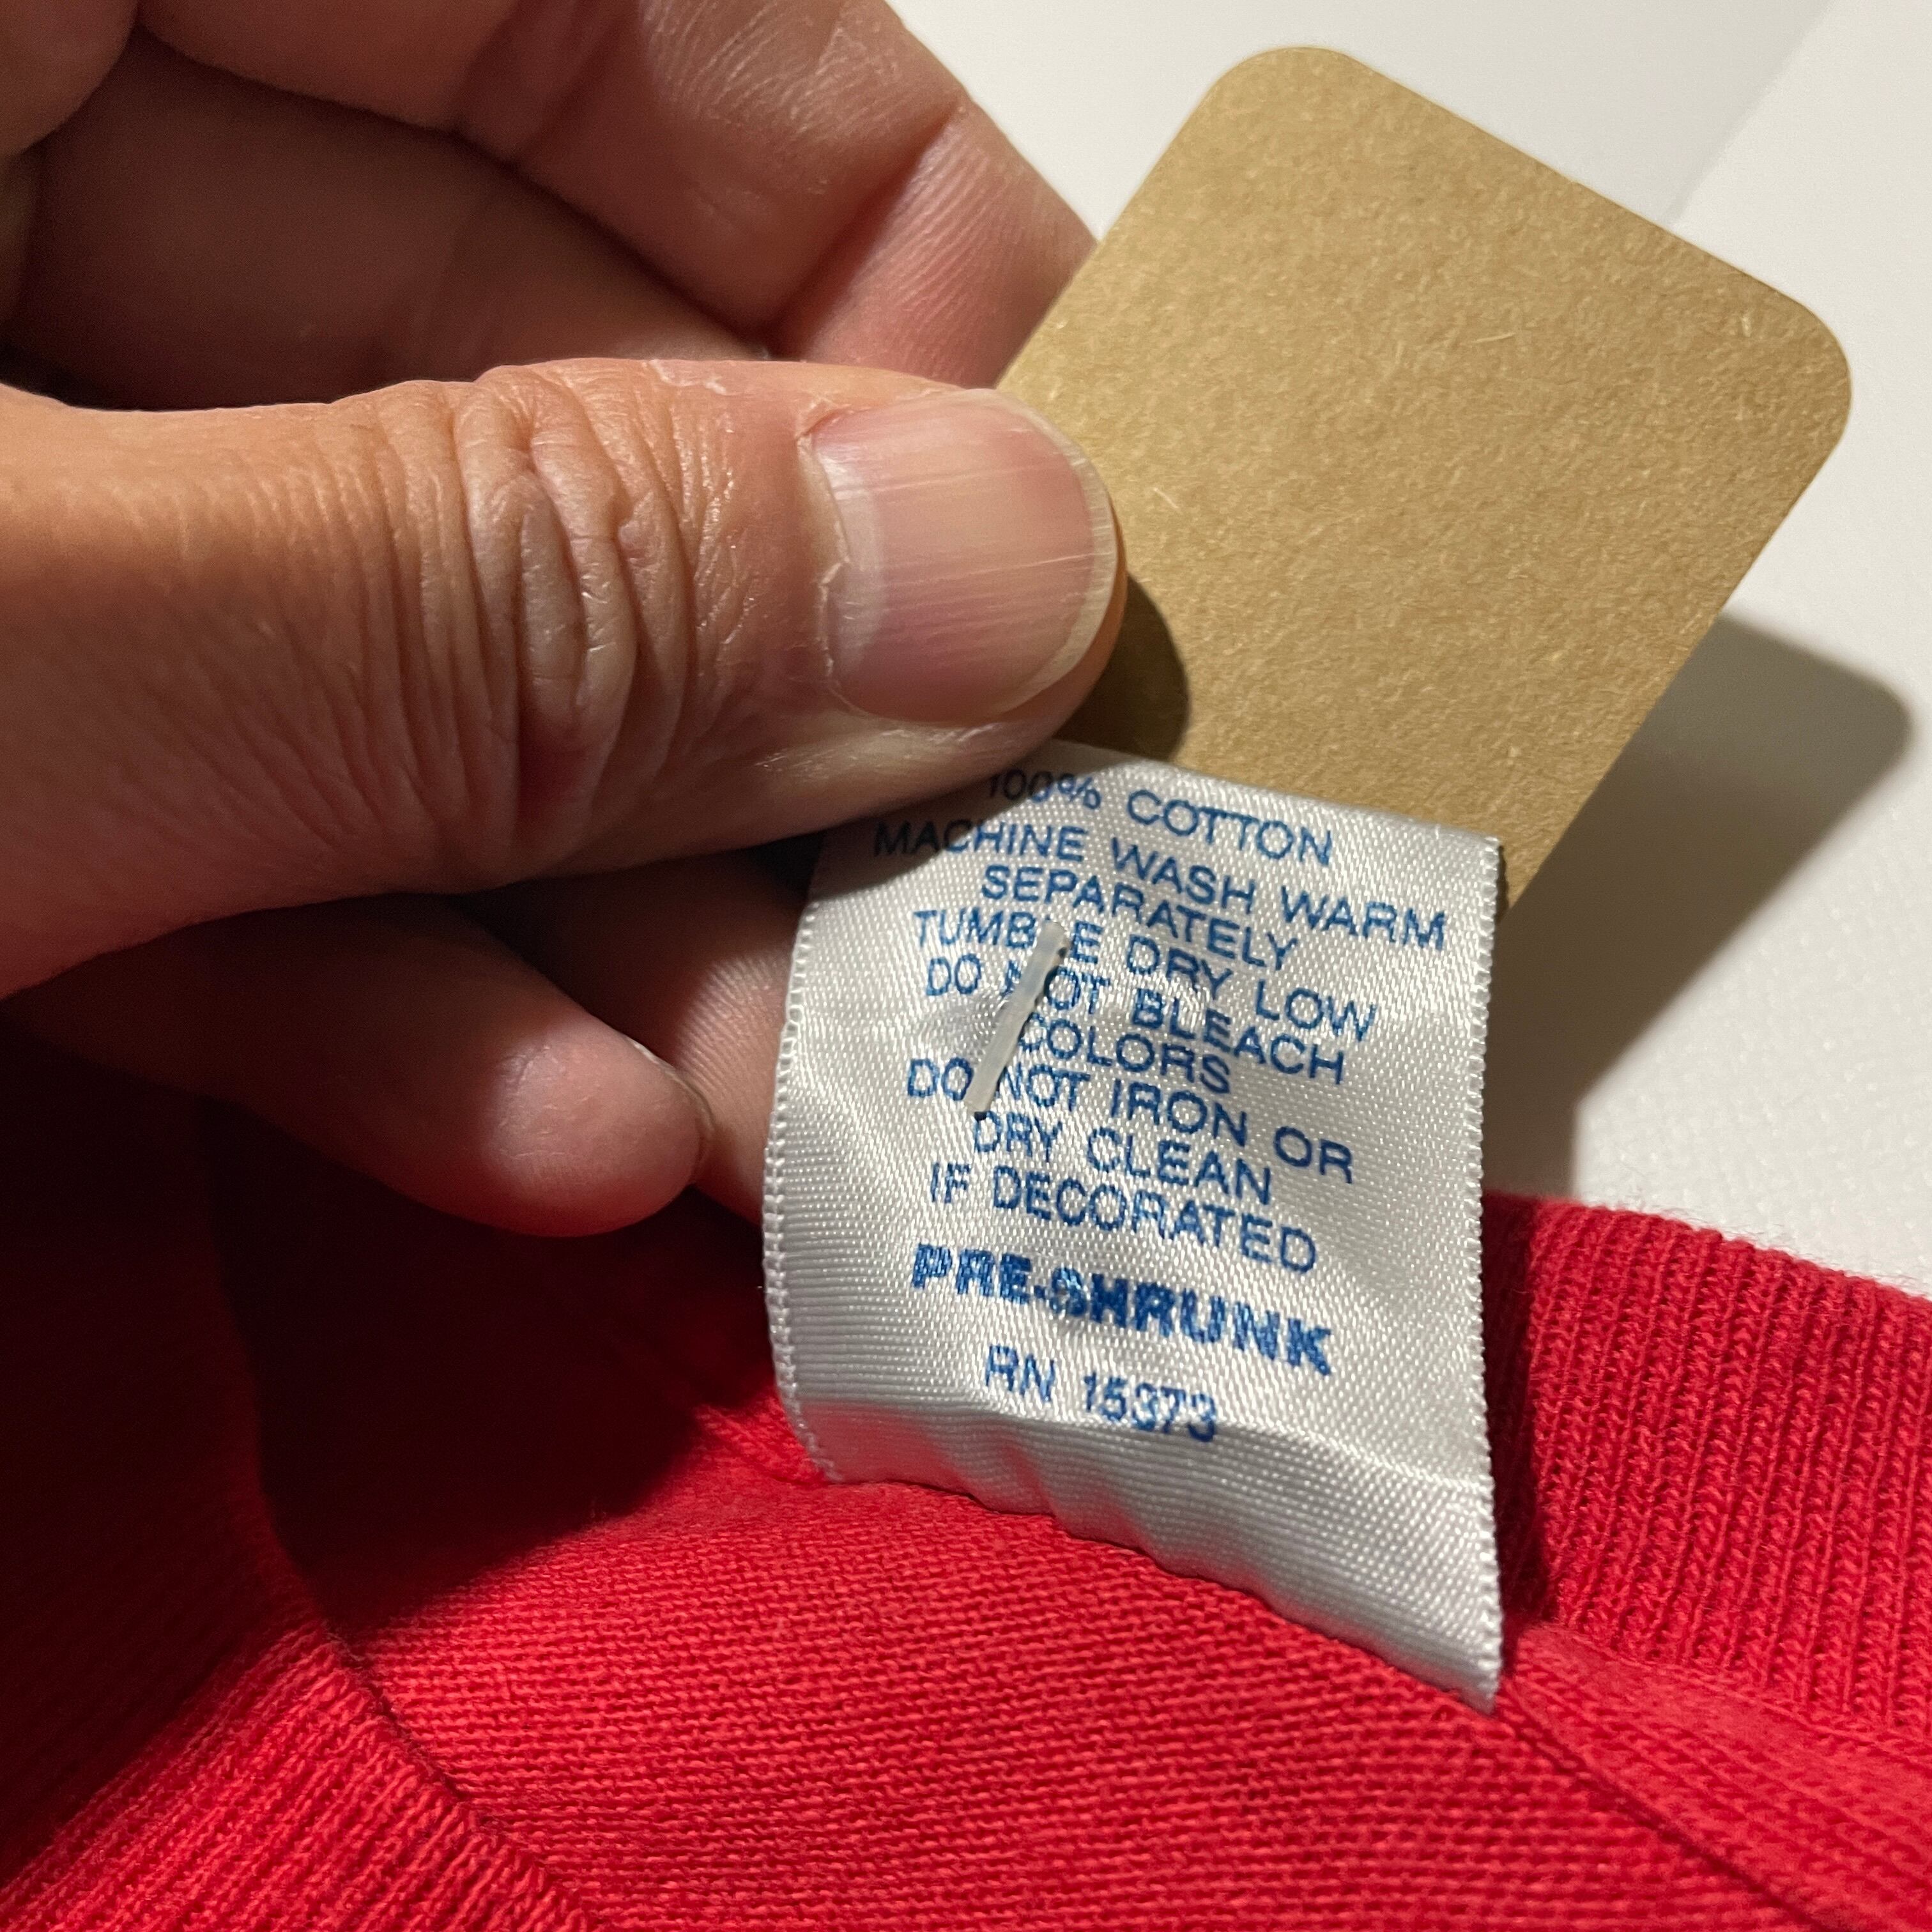 100% COTTON
MACHINE WASH WARM
SEPARATELY
TUMBLE DRY LOW
DO NOT BLEACH
COLORS
DO NOT IRON OR
DRY CLEAN
IF DECORATED
PRE-SHRUNK
RN 15373